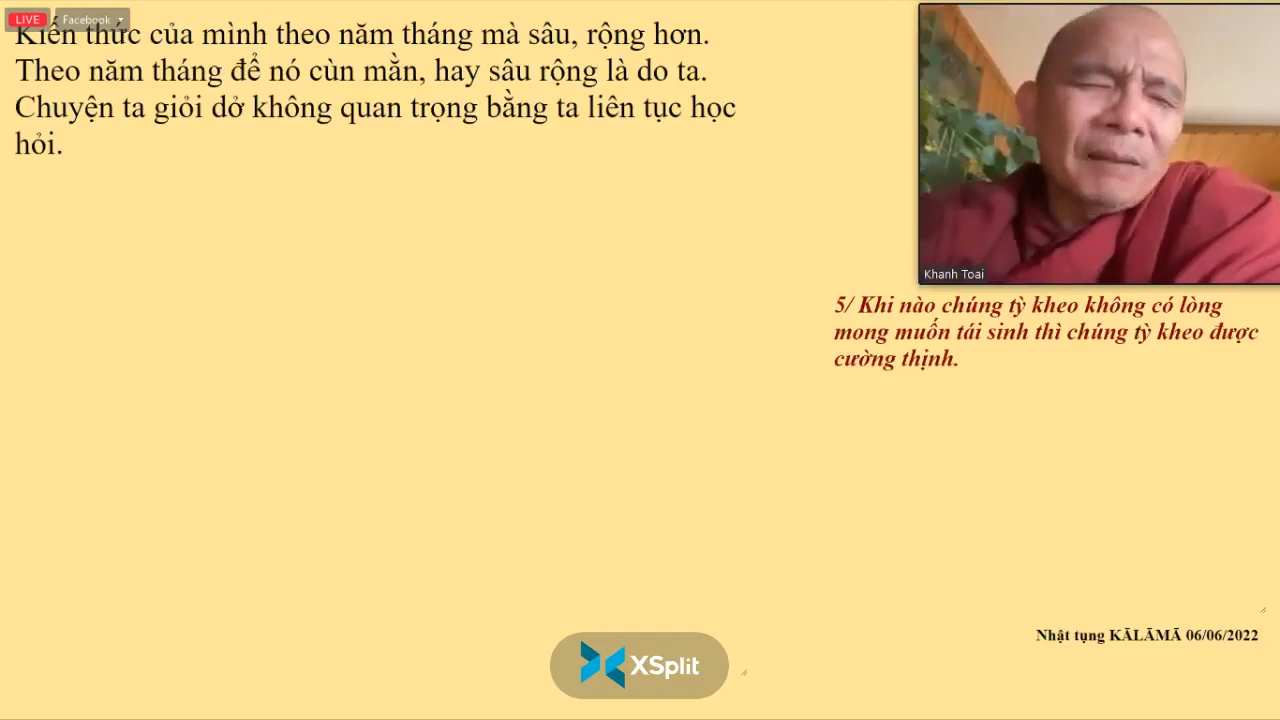 LIVE Facebook
Kiến thức của mình theo năm tháng mà sâu, rộng hơn.
Theo năm tháng để nó cùn mằn, hay sâu rộng là do ta.
Chuyện ta giỏi dở không quan trọng bằng ta liên tục học
hỏi.
Khanh Toai
5/ Khi nào chúng tỳ kheo không có lòng
mong muốn tái sinh thì chúng tỳ kheo được
cường thịnh.
Nhật tụng KĀLĀMĀ 06/06/2022
XSplit